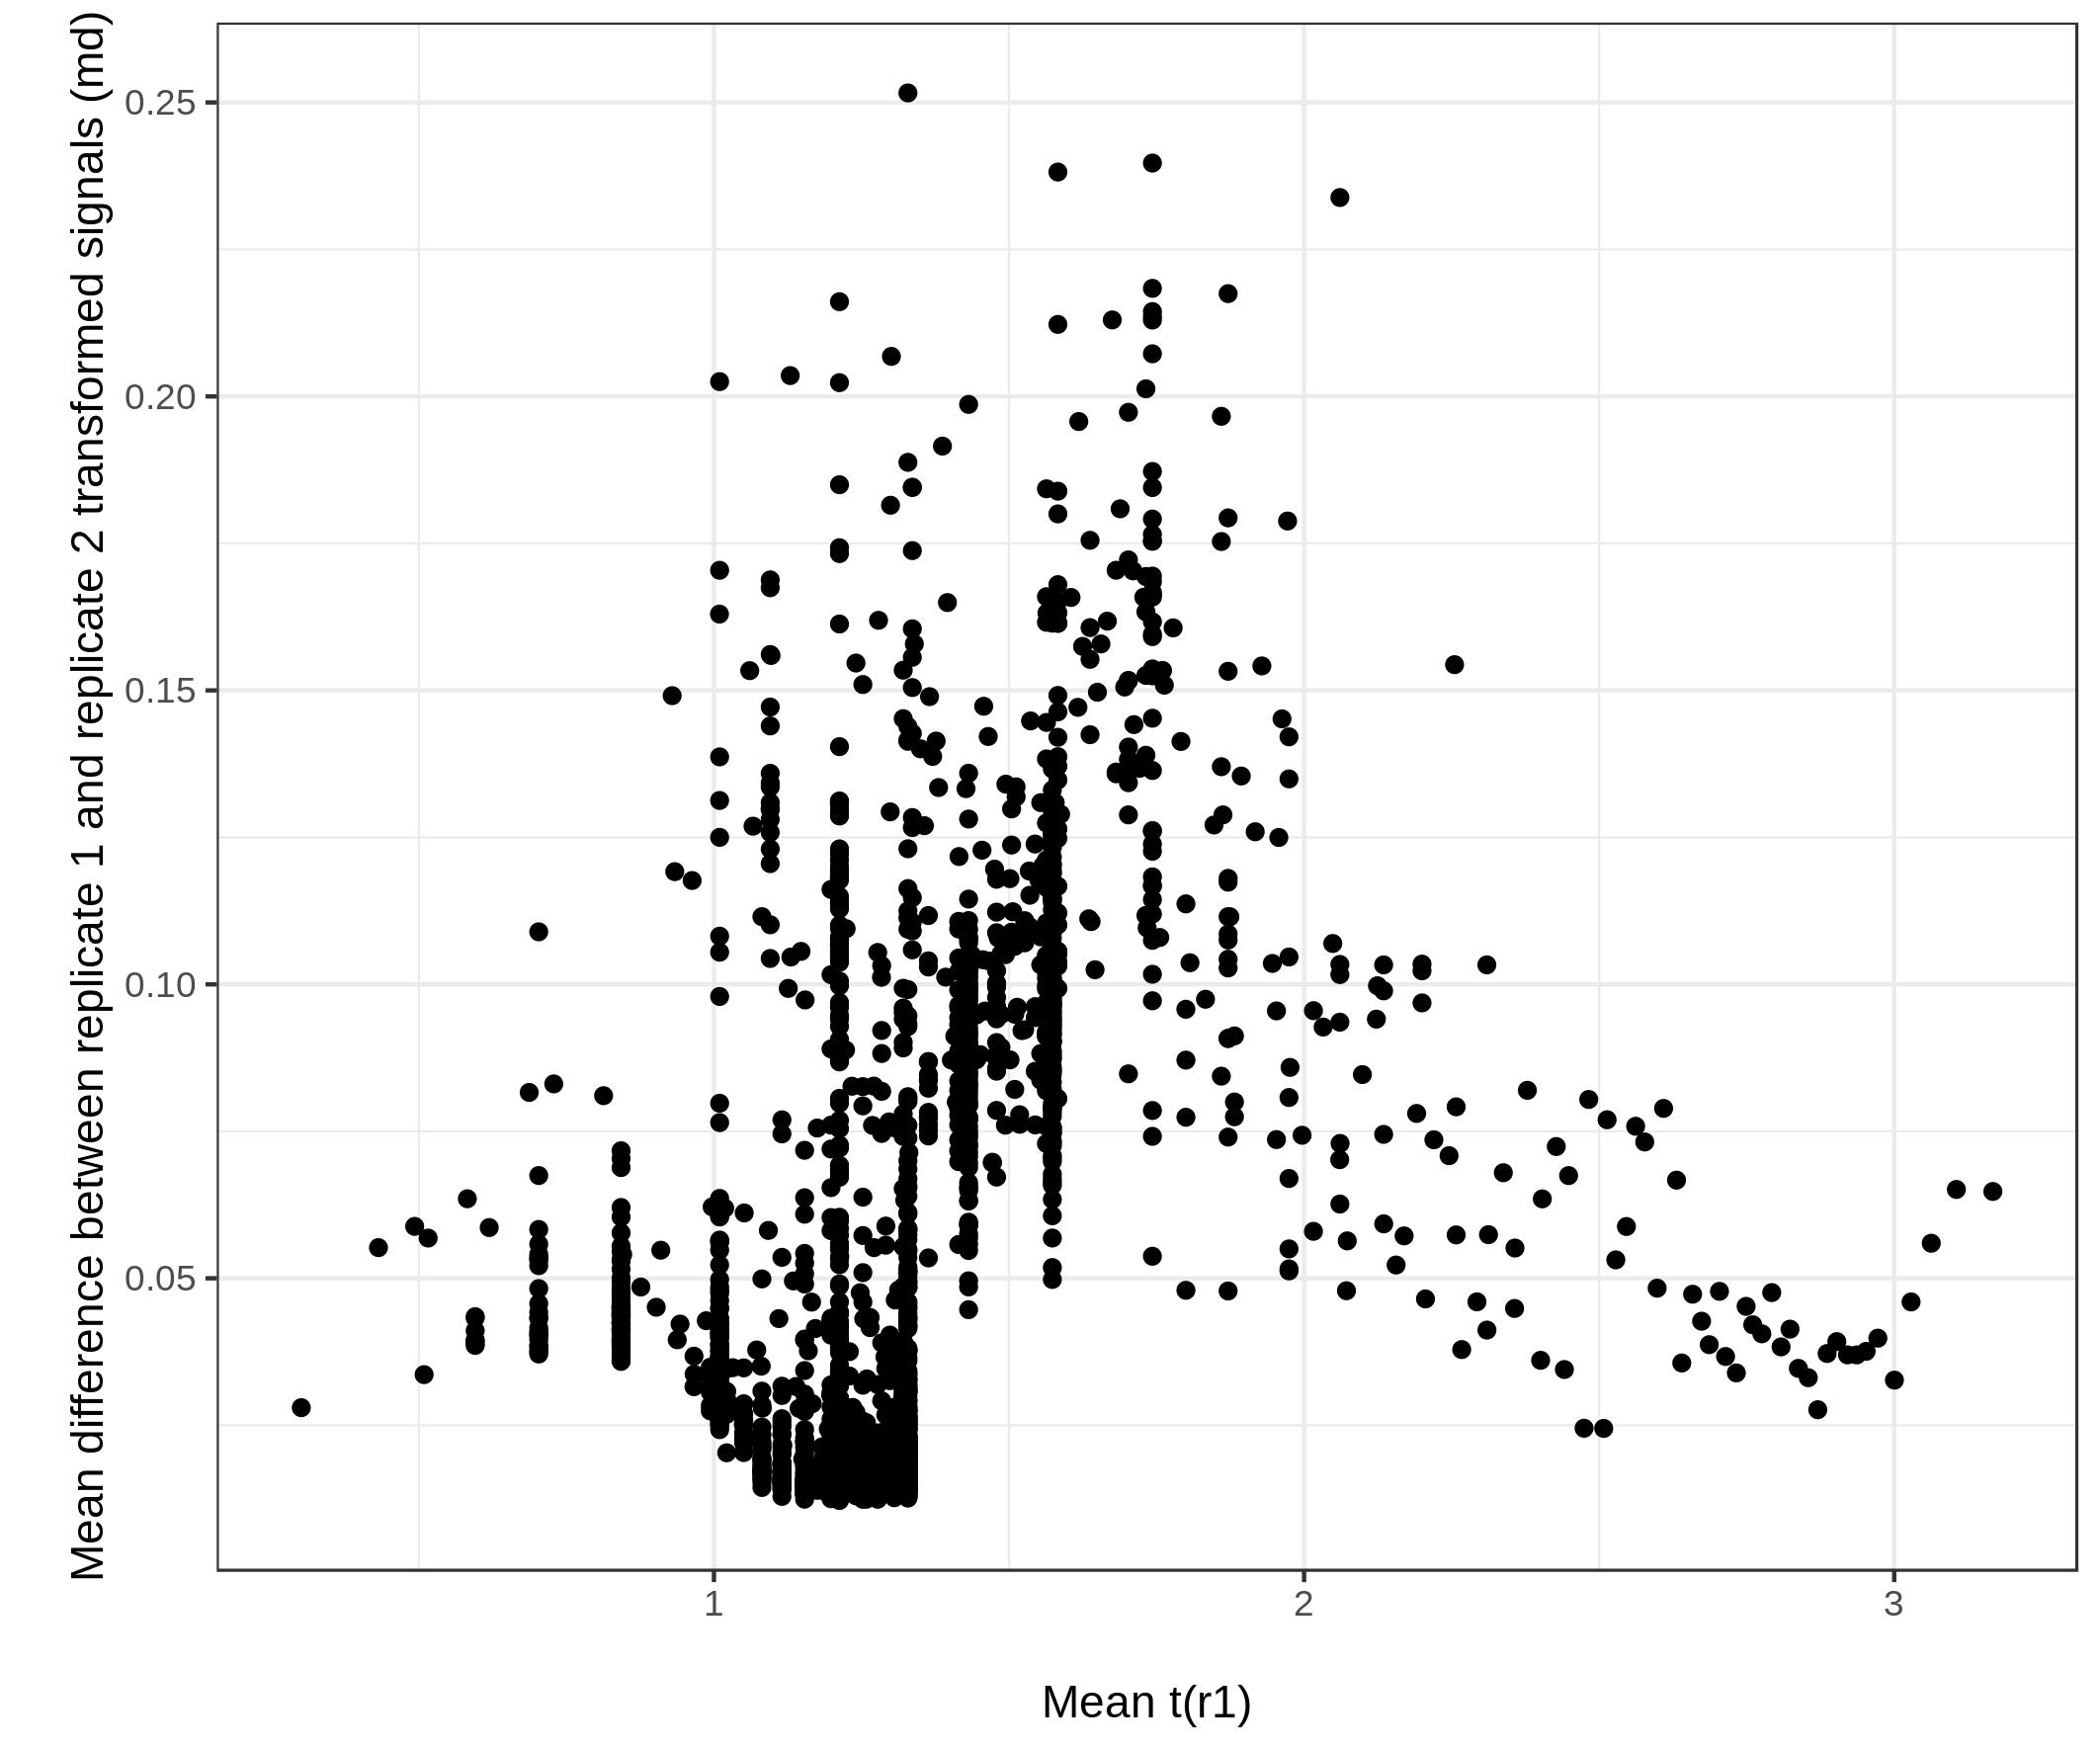 Mean difference between replicate 1 and replicate 2 transformed signals (md)
0.25
0.20
0.15
0.10
0.05
1 2 3
Mean t(r1)